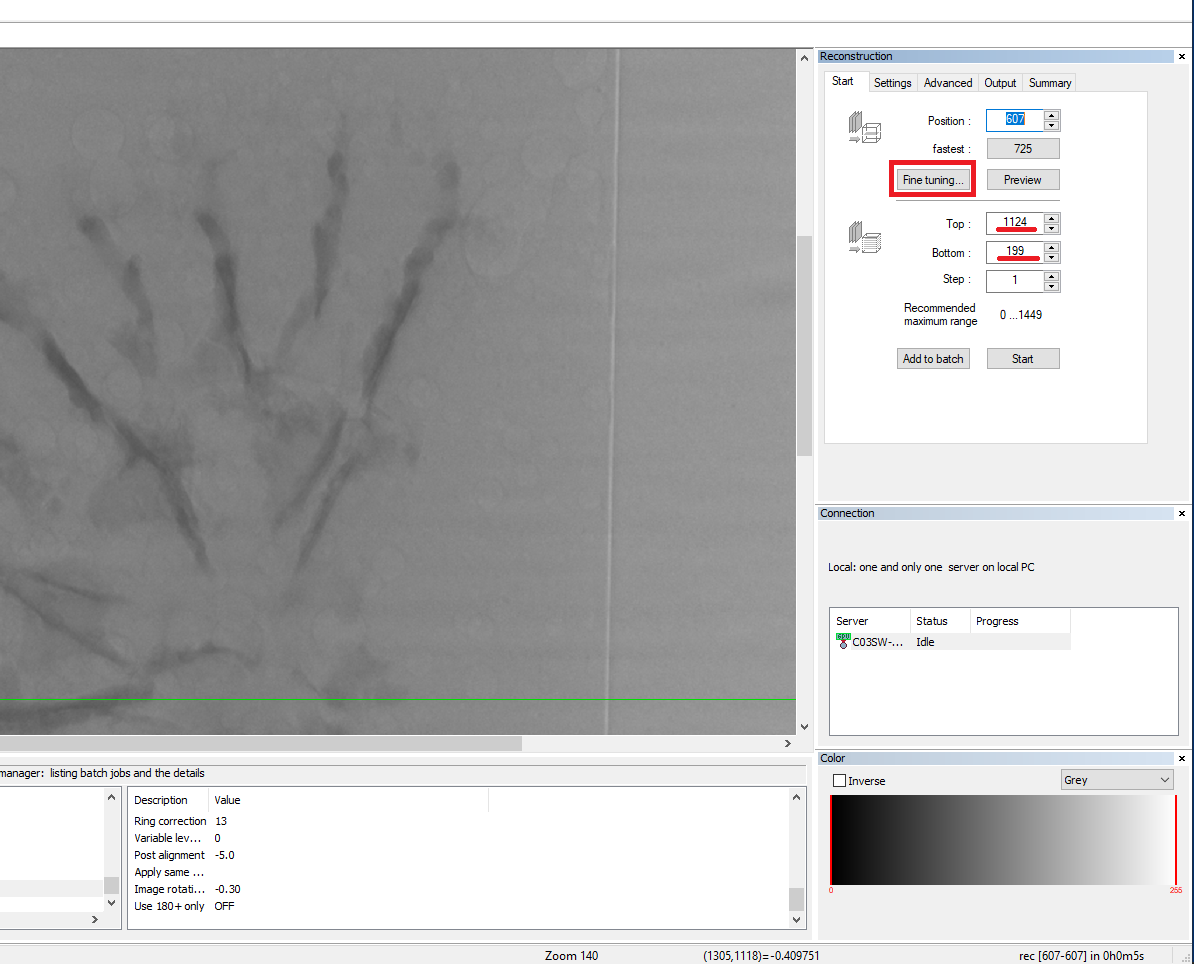 Reconstruction
Start Settings Advanced Output Summary
Position : 607
fastest : 725
Fine tuning... Preview
Top : 1124
Bottom : 199
Step : 1
Recommended
maximum range 0 ...1449
Add to batch Start
Connection
Local: one and only one server on local PC
Server Status Progress
C03SW-... Idle
manager: listing batch jobs and the details
Description Value
Ring correction 13
Variable lev... 0
Post alignment -5.0
Apply same ...
Image rotati... -0.30
Use 180+ only OFF
Color
Inverse Grey
0 255
Zoom 140 (1305,1118)=-0.409751 rec [607-607] in 0h0m5s